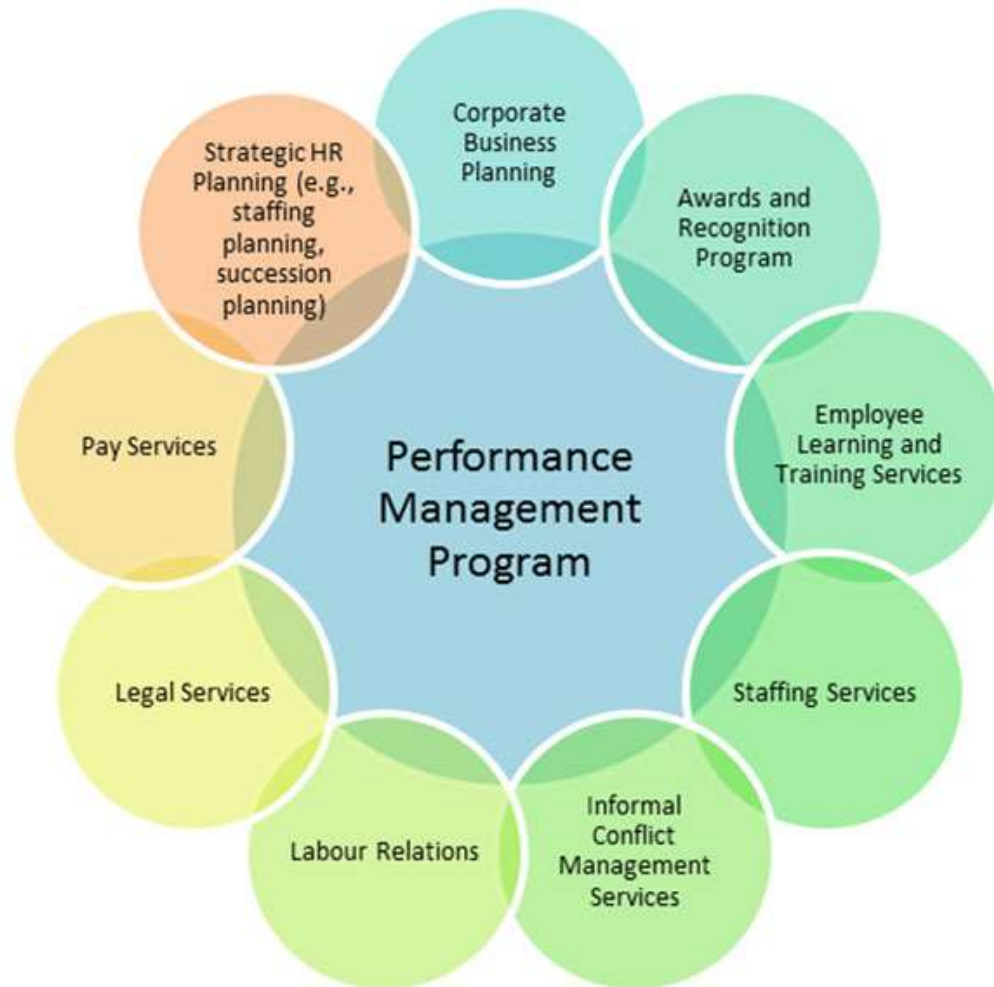 Corporate
Business
Planning
Awards and
Recognition
Program
Employee
Learning and
Training Services
Staffing Services
Informal
Conflict
Management
Services
Labour Relations
Legal Services
Pay Services
Strategic HR
Planning (e.g.,
staffing
planning,
succession
planning)
Performance
Management
Program